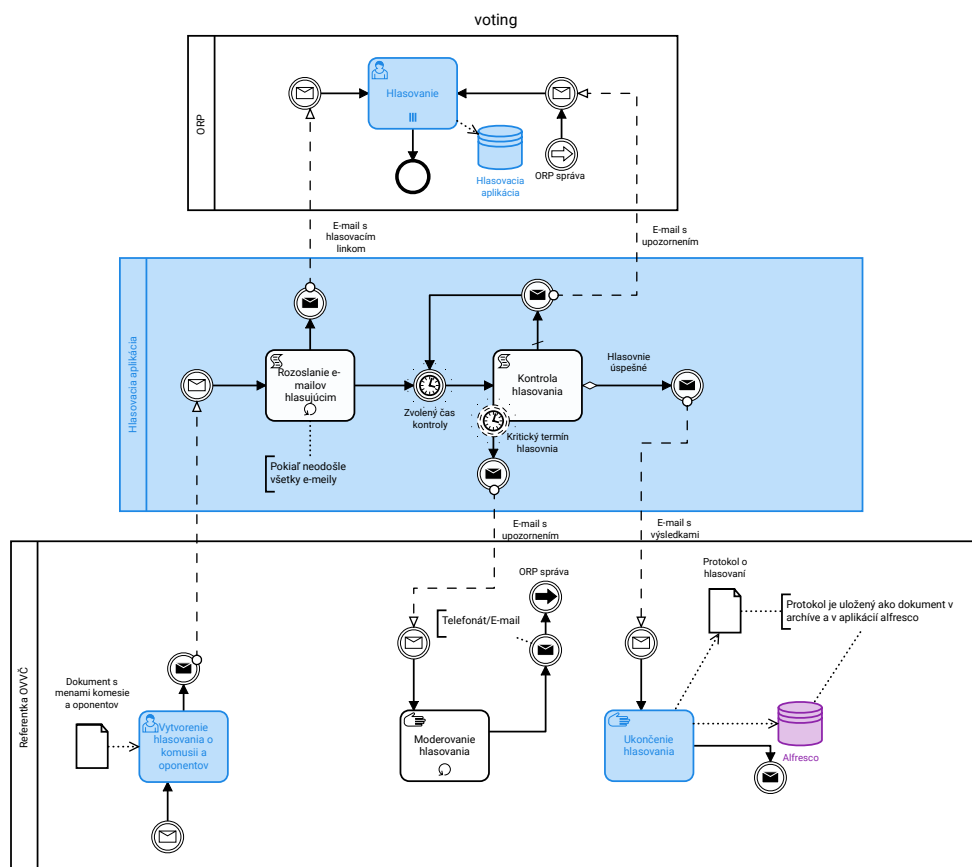 voting
ORP
Hlasovanie
Hlasovacia
aplikácia
ORP správa
E-mail s
hlasovacím
linkom
E-mail s
upozornením
Hlasovacia aplikácia
Rozoslanie e-
mailov
hlasujúcim
Zvolený čas
kontroly
Kontrola
hlasovania
Hlasovnie
úspešné
Kritický termín
hlasovnia
Pokiaľ neodošle
všetky e-meily
E-mail s
upozornením
E-mail s
výsledkami
Referentka OVVČ
Dokument s
menami komesie
a oponentov
Vytvorenie
hlasovania o
komusii a
oponentov
Telefonát/E-mail
ORP správa
Moderovanie
hlasovania
Protokol o
hlasovaní
Protokol je uložený ako dokument v
archíve a v aplikácií alfresco
Ukončenie
hlasovania
Alfresco